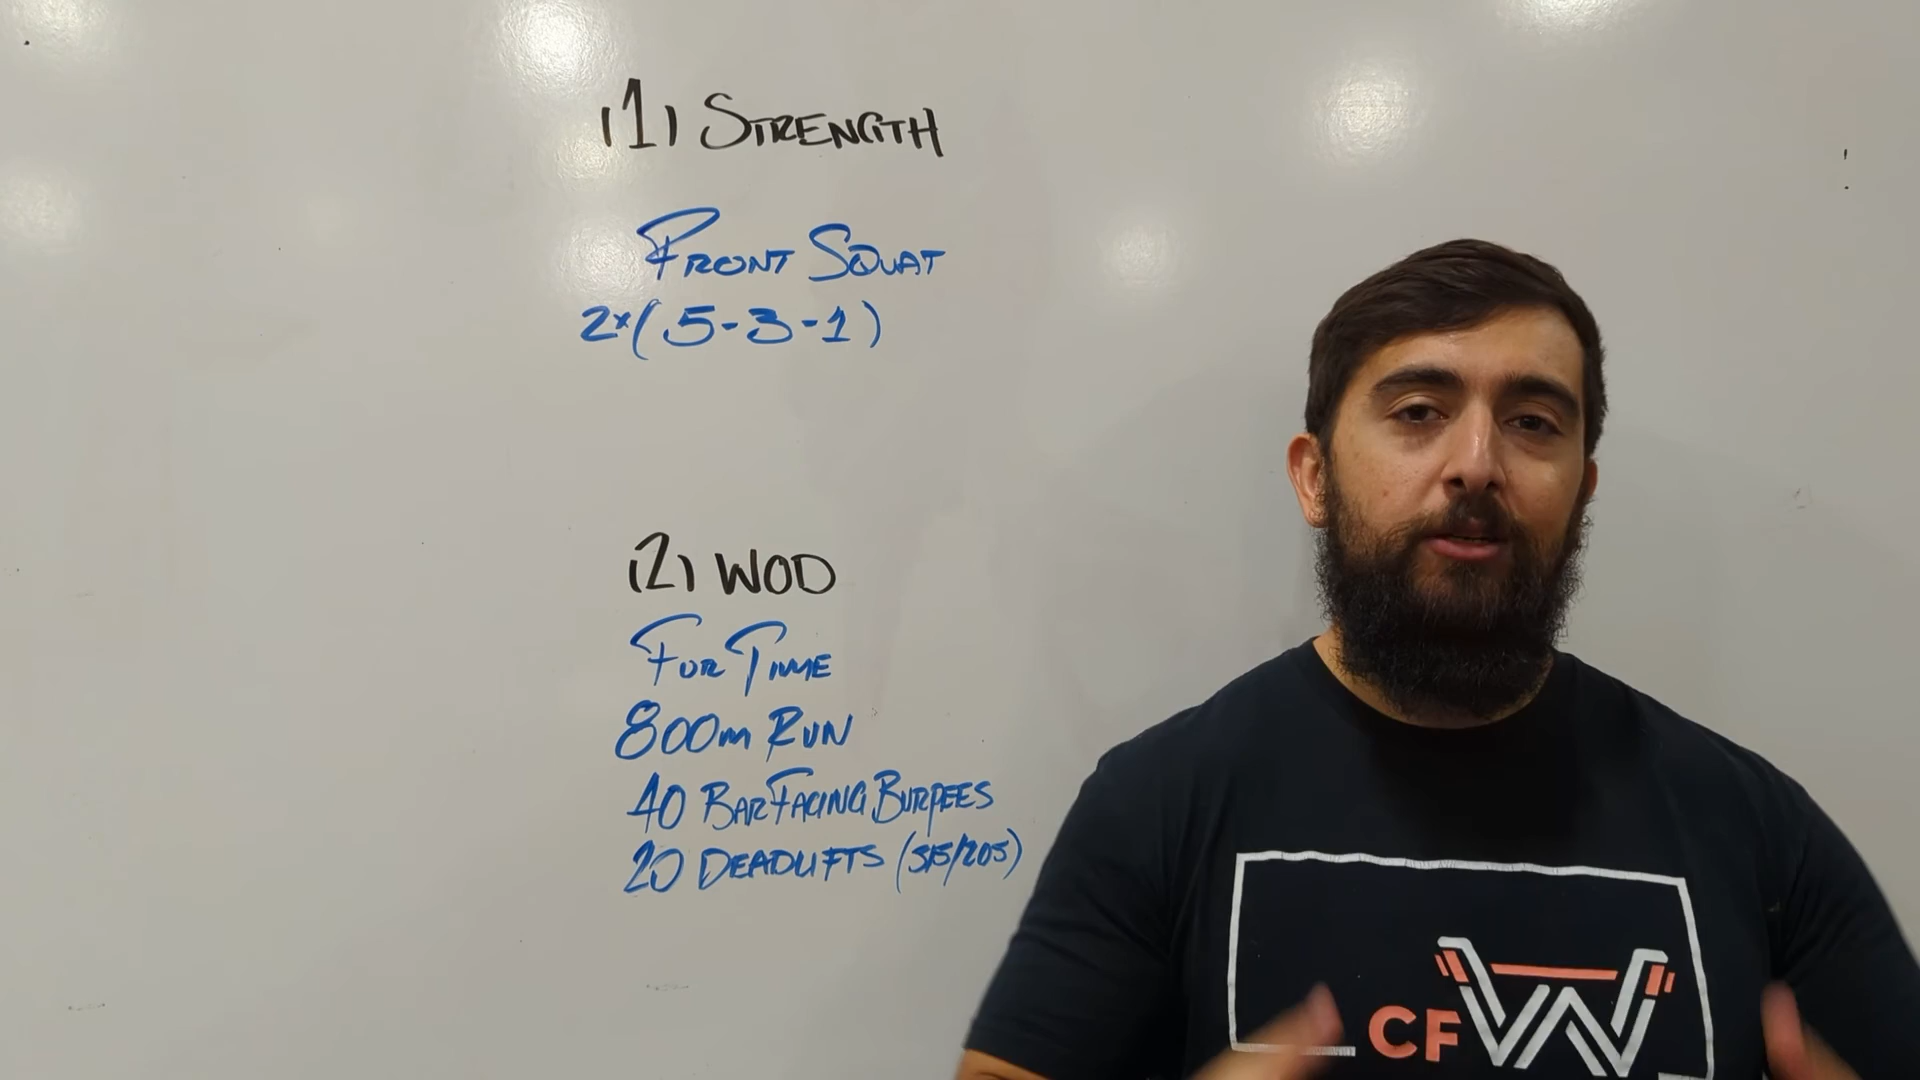 (1) STRENGTH
FRONT SQUAT
2x(5-3-1)
(2) WOD
FOR TIME
800m RUN
40 BAR FACING BURPEES
20 DEADLIFTS (315/205)
CFW